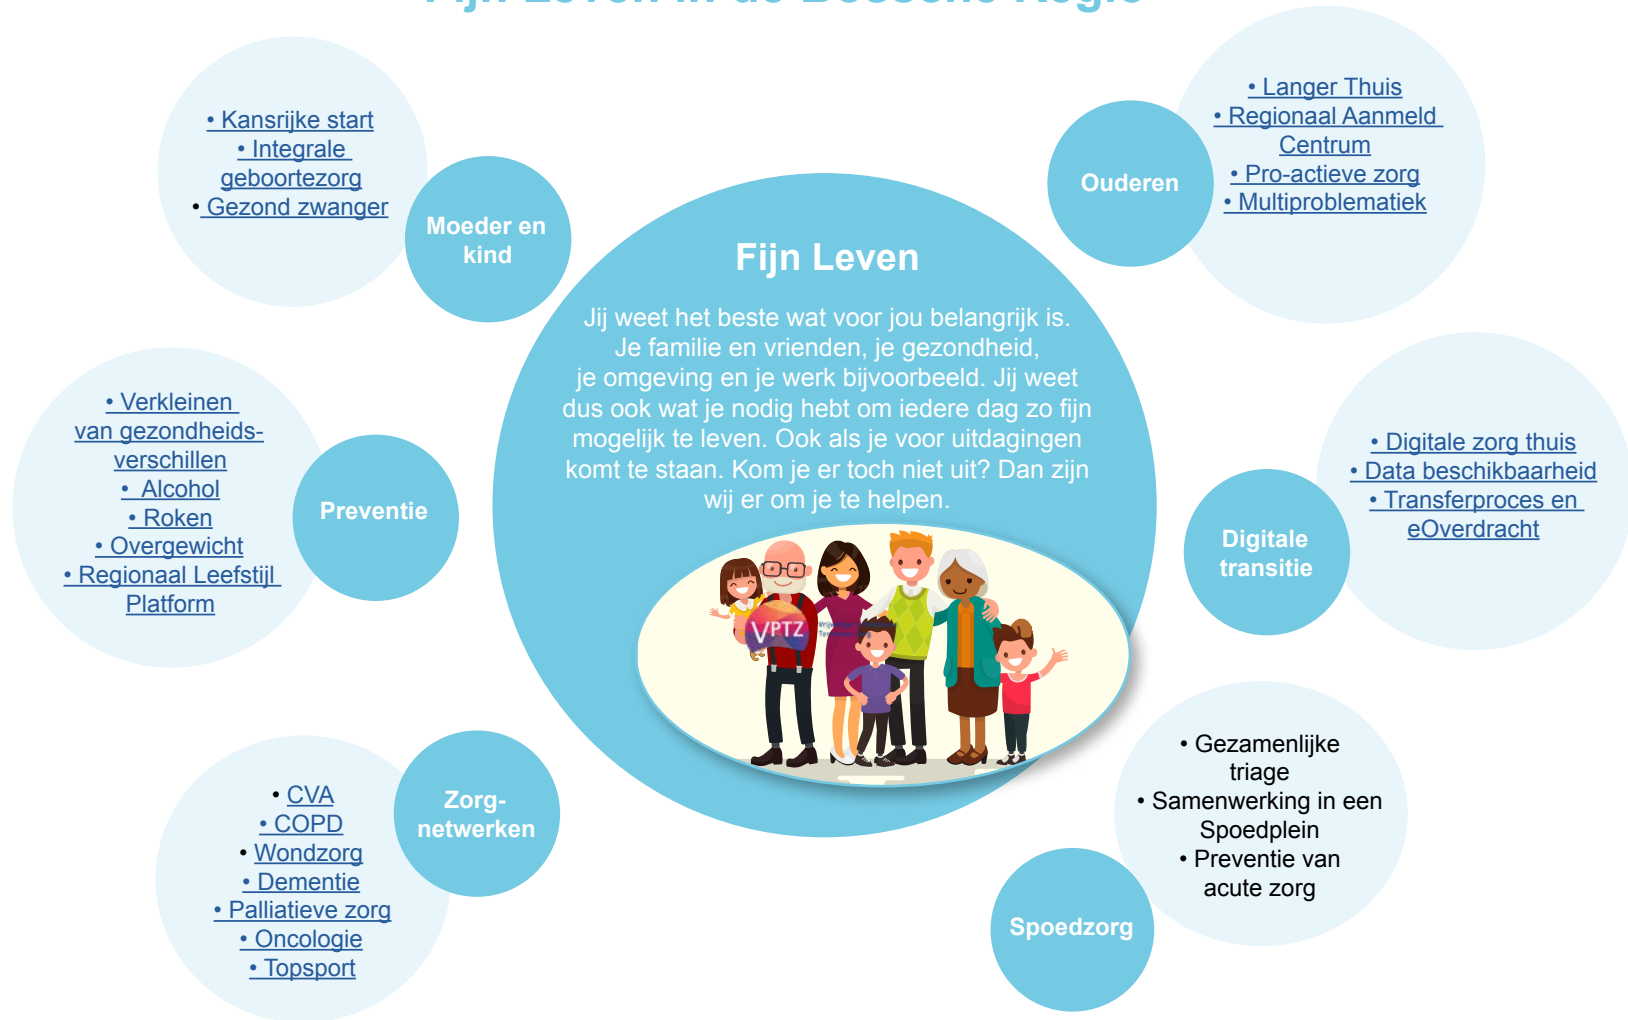 Fijn Leven in de Bossche Regio
• Kansrijke start
• Integrale
geboortezorg
• Gezond zwanger
Moeder en
kind
• Verkleinen
van gezondheids-
verschillen
• Alcohol
• Roken
• Overgewicht
• Regionaal Leefstijl
Platform
Preventie
• CVA
• COPD
• Wondzorg
• Dementie
• Palliatieve zorg
• Oncologie
• Topsport
Zorg-
netwerken
Fijn Leven
Jij weet het beste wat voor jou belangrijk is.
Je familie en vrienden, je gezondheid,
je omgeving en je werk bijvoorbeeld. Jij weet
dus ook wat je nodig hebt om iedere dag zo fijn
mogelijk te leven. Ook als je voor uitdagingen
komt te staan. Kom je er toch niet uit? Dan zijn
wij er om je te helpen.
VPTZ
Ouderen
• Langer Thuis
• Regionaal Aanmeld
Centrum
• Pro-actieve zorg
• Multiproblematiek
Digitale
transitie
• Digitale zorg thuis
• Data beschikbaarheid
• Transferproces en
eOverdracht
Spoedzorg
• Gezamenlijke
triage
• Samenwerking in een
Spoedplein
• Preventie van
acute zorg